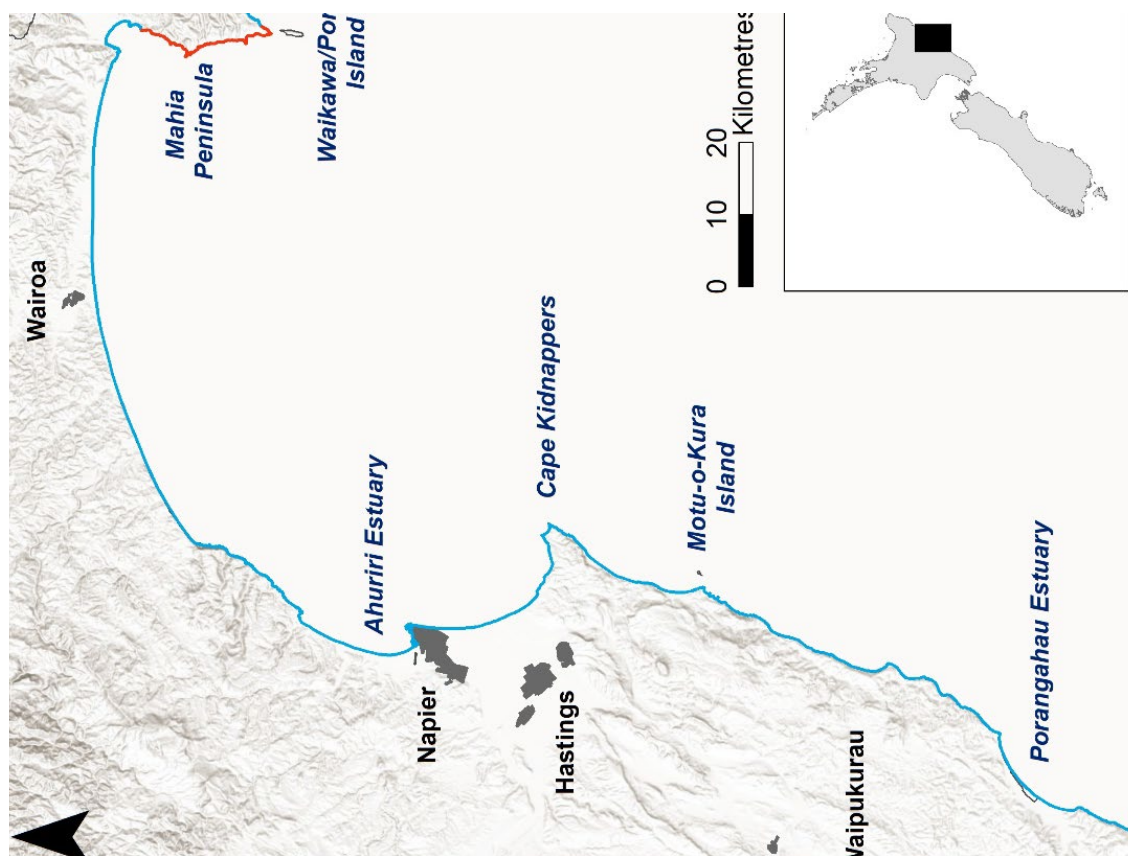 Wairoa
Mahia
Peninsula
Waikawa/Por
Island
Ahuriri Estuary
Napier
Cape Kidnappers
Hastings
Motu-o-Kura
Island
Porangahau Estuary
Waipukurau
0 10 20
Kilometres